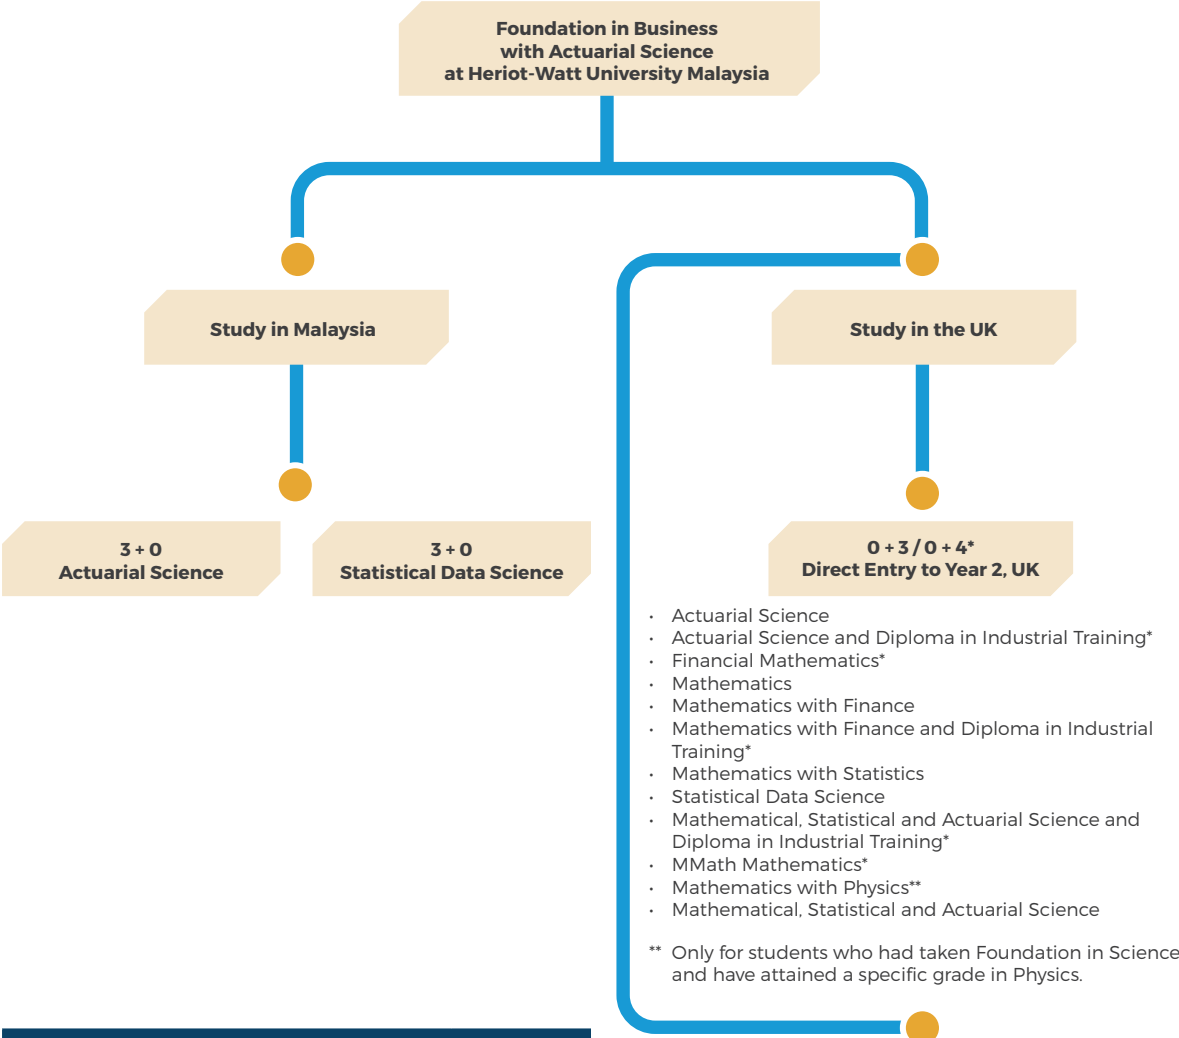 Foundation in Business
with Actuarial Science
at Heriot-Watt University Malaysia
Study in Malaysia
Study in the UK
3 + 0
Actuarial Science
3 + 0
Statistical Data Science
0 + 3 / 0 + 4*
Direct Entry to Year 2, UK
• Actuarial Science
• Actuarial Science and Diploma in Industrial Training*
• Financial Mathematics*
• Mathematics
• Mathematics with Finance
• Mathematics with Finance and Diploma in Industrial
Training*
• Mathematics with Statistics
• Statistical Data Science
• Mathematical, Statistical and Actuarial Science and
Diploma in Industrial Training*
• MMath Mathematics*
• Mathematics with Physics**
• Mathematical, Statistical and Actuarial Science
** Only for students who had taken Foundation in Science
and have attained a specific grade in Physics.